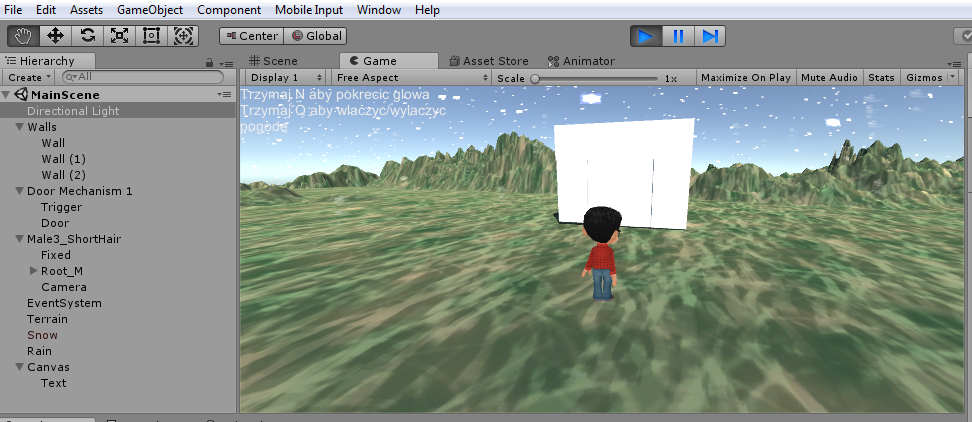 File Edit Assets GameObject Component Mobile Input Window Help
Center Global
Hierarchy
Create All
MainScene
Directional Light
Walls
Wall
Wall (1)
Wall (2)
Door Mechanism 1
Trigger
Door
Male3_ShortHair
Fixed
Root_M
Camera
EventSystem
Terrain
Snow
Rain
Canvas
Text
Scene Game Asset Store Animator
Display 1 Free Aspect Scale 1x Maximize On Play Mute Audio Stats Gizmos
Trzymaj N aby pokrecic glowa
Trzymaj Q aby wlaczyc/wylaczyc
pogode